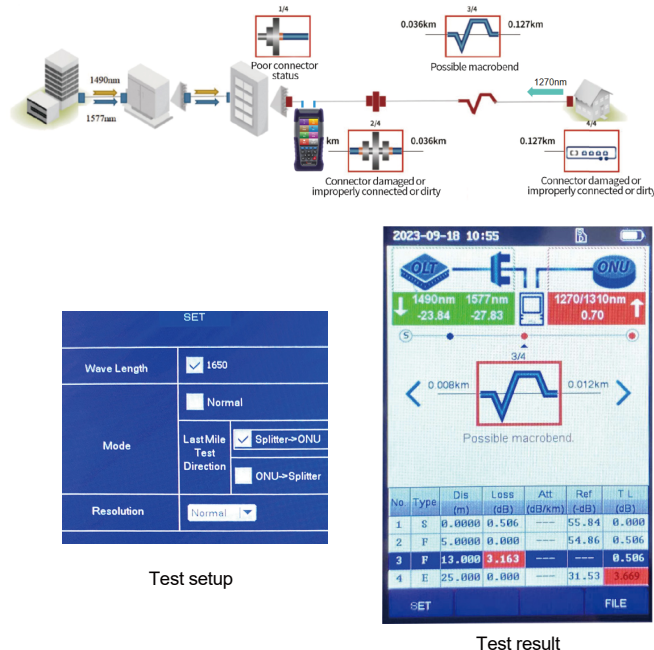 1/4
Poor connector
status
3/4
0.036km
0.127km
Possible macrobend
1490nm
1577nm
1270nm
2/4
km
0.036km
Connector damaged or
improperly connected or dirty
4/4
0.127km
Connector damaged or
improperly connected or dirty
SET
Wave Length
1650
Mode
Normal
Last Mile
Test
Direction
Splitter->ONU
ONU->Splitter
Resolution
Normal
Test setup
2023-09-18 10:55
OLT
ONU
1490nm 1577nm
-23.84 -27.83
1270/1310nm
0.70
S
3/4
0.008km
0.012km
Possible macrobend.
No Type Dis (m) Loss (dB) Att (dB/km) Ref (-dB) T L (dB)
1 S 0.0000 0.506 --- 55.84 0.000
2 F 5.0000 0.000 --- 54.86 0.506
3 F 13.000 3.163 --- --- 0.506
4 E 25.000 0.000 --- 31.53 3.669
SET
FILE
Test result